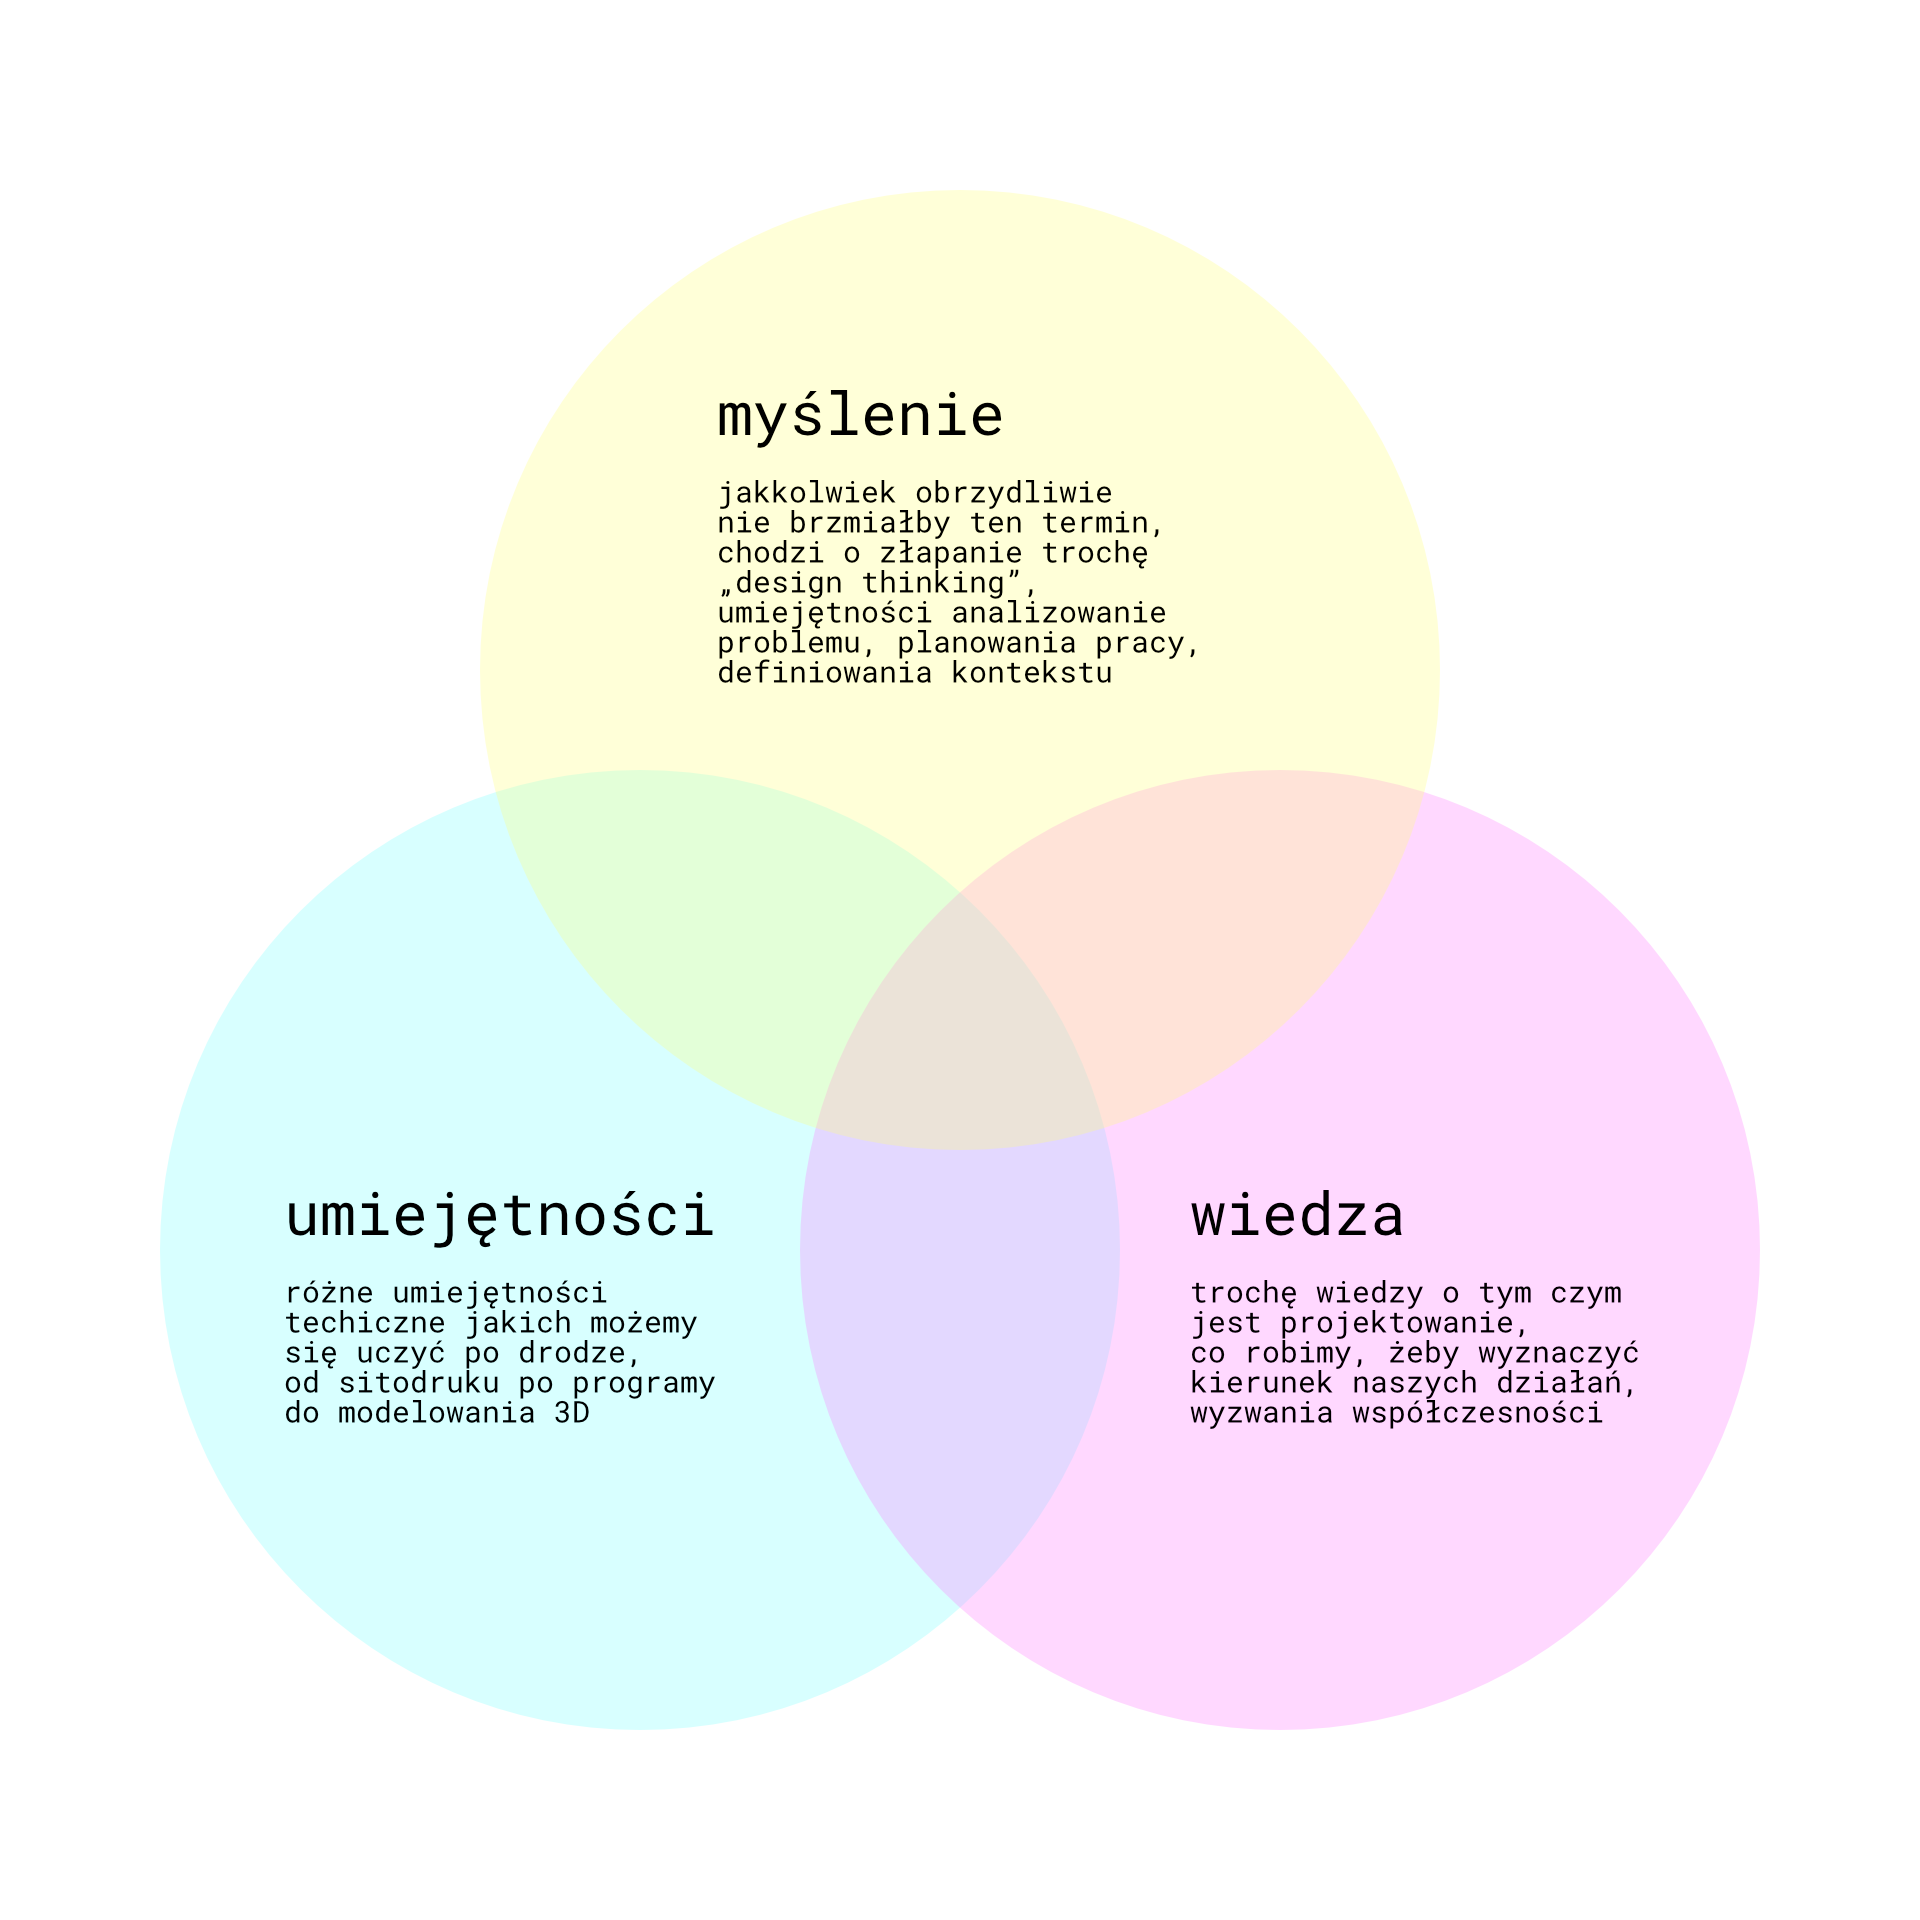 myślenie
jakkolwiek obrzydliwie
nie brzmiałby ten termin,
chodzi o złapanie trochę
„design thinking”,
umiejętności analizowanie
problemu, planowania pracy,
definiowania kontekstu
umiejętności
różne umiejętności
techiczne jakich możemy
się uczyć po drodze,
od sitodruku po programy
do modelowania 3D
wiedza
trochę wiedzy o tym czym
jest projektowanie,
co robimy, żeby wyznaczyć
kierunek naszych działań,
wyzwania współczesności